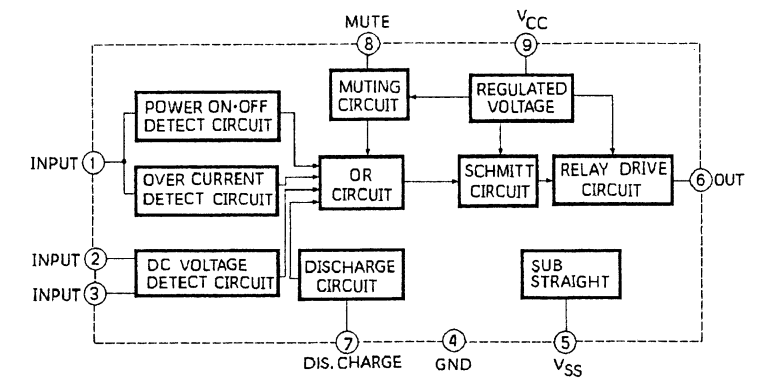 MUTE
VCC
8
9
MUTING
CIRCUIT
REGULATED
VOLTAGE
POWER ON·OFF
DETECT CIRCUIT
INPUT
1
OVER CURRENT
DETECT CIRCUIT
OR
CIRCUIT
SCHMITT
CIRCUIT
RELAY DRIVE
CIRCUIT
6
OUT
INPUT
2
INPUT
3
DC VOLTAGE
DETECT CIRCUIT
DISCHARGE
CIRCUIT
SUB
STRAIGHT
7
4
5
DIS.CHARGE
GND
VSS